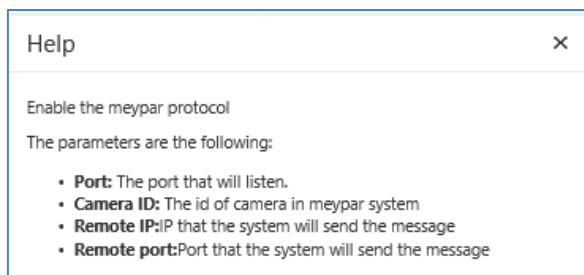 Help
Enable the meypar protocol
The parameters are the following:
• Port: The port that will listen.
• Camera ID: The id of camera in meypar system
• Remote IP:IP that the system will send the message
• Remote port:Port that the system will send the message